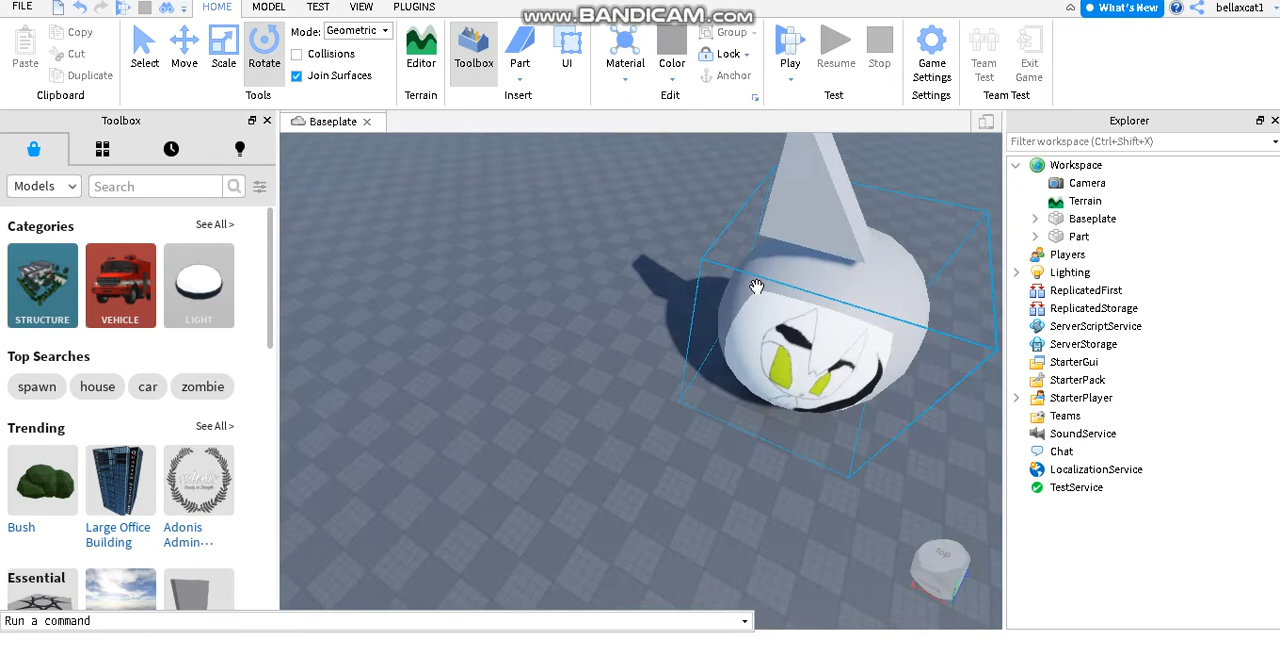 www.BANDICAM.com
FILE HOME MODEL TEST VIEW PLUGINS What's New bellaxcat1
Paste
Copy
Cut
Duplicate
Clipboard
Select Move Scale Rotate
Mode: Geometric
Collisions
Join Surfaces
Tools
Editor
Terrain
Toolbox Part UI
Insert
Material Color
Group
Lock
Anchor
Edit
Play Resume Stop
Test
Game
Settings
Settings
Team
Test
Exit
Game
Team Test
Toolbox
Models Search
Categories See All >
STRUCTURE VEHICLE LIGHT
Top Searches
spawn house car zombie
Trending See All >
Bush
Large Office
Building
Adonis
Admin...
Essential
Baseplate
Top
Run a command
Explorer
Filter workspace (Ctrl+Shift+X)
Workspace
Camera
Terrain
Baseplate
Part
Players
Lighting
ReplicatedFirst
ReplicatedStorage
ServerScriptService
ServerStorage
StarterGui
StarterPack
StarterPlayer
Teams
SoundService
Chat
LocalizationService
TestService